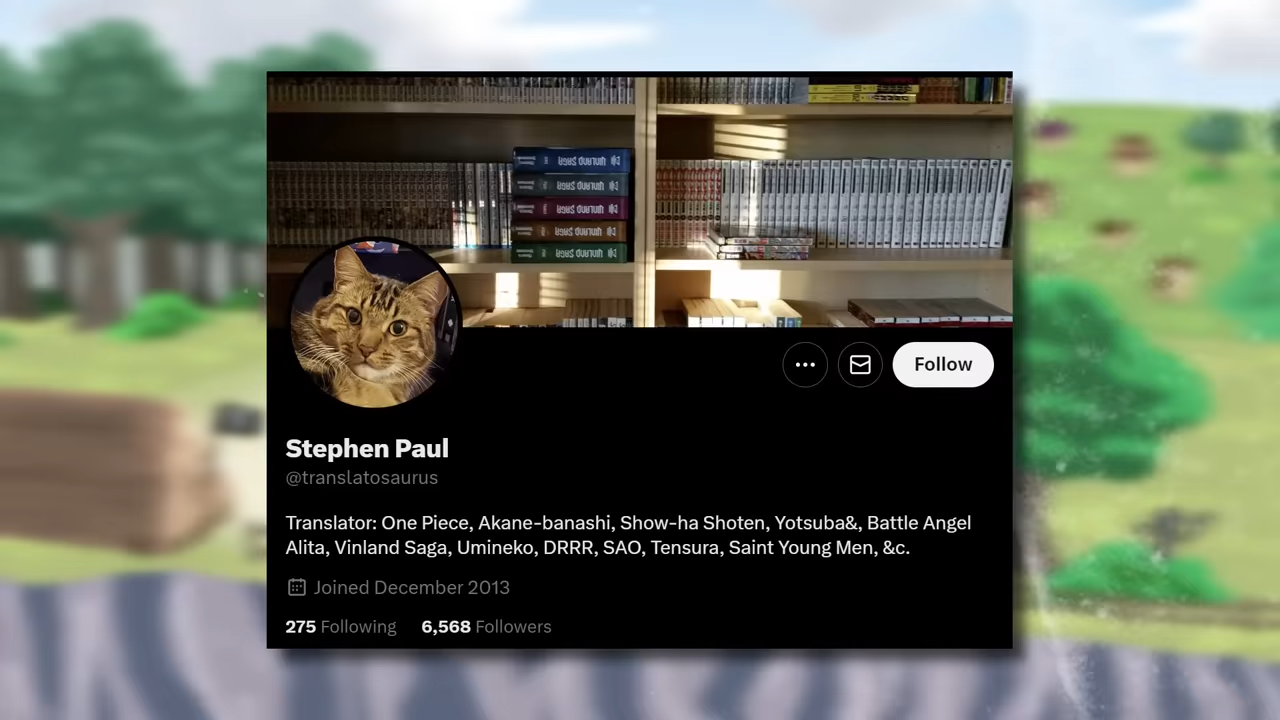 Follow
Stephen Paul
@translatosaurus
Translator: One Piece, Akane-banashi, Show-ha Shoten, Yotsuba&, Battle Angel
Alita, Vinland Saga, Umineko, DRRR, SAO, Tensura, Saint Young Men, &c.
Joined December 2013
275 Following 6,568 Followers